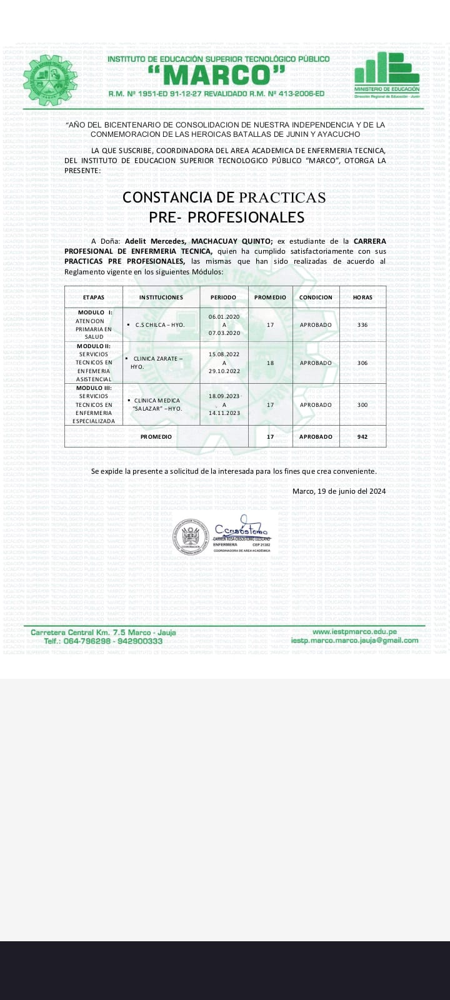 INSTITUTO DE EDUCACIÓN SUPERIOR TECNOLÓGICO PÚBLICO
“MARCO”
R.M. Nº 1951-ED 91-12-27 REVALIDADO R.M. Nº 413-2006-ED
MINISTERIO DE EDUCACIÓN
Dirección Regional de Educación - Junín
“AÑO DEL BICENTENARIO DE CONSOLIDACION DE NUESTRA INDEPENDENCIA Y DE LA
CONMEMORACION DE LAS HEROICAS BATALLAS DE JUNIN Y AYACUCHO
LA QUE SUSCRIBE, COORDINADORA DEL AREA ACADEMICA DE ENFERMERIA TECNICA,
DEL INSTITUTO DE EDUCACION SUPERIOR TECNOLOGICO PÚBLICO “MARCO”, OTORGA LA
PRESENTE:
CONSTANCIA DE PRACTICAS
PRE- PROFESIONALES
A Doña: Adelit Mercedes, MACHACUAY QUINTO; ex estudiante de la CARRERA
PROFESIONAL DE ENFERMERIA TECNICA, quien ha cumplido satisfactoriamente con sus
PRACTICAS PRE PROFESIONALES, las mismas que han sido realizadas de acuerdo al
Reglamento vigente en los siguientes Módulos:
ETAPAS INSTITUCIONES PERIODO PROMEDIO CONDICION HORAS
MODULO I:
ATENCION
PRIMARIA EN
SALUD
▪ C.S CHILCA – HYO.
06.01.2020
A
07.03.2020
17 APROBADO 336
MODULO II:
SERVICIOS
TECNICOS EN
ENFEMERIA
ASISTENCIAL
▪ CLINICA ZARATE –
HYO.
15.08.2022
A
29.10.2022
18 APROBADO 306
MODULO III:
SERVICIOS
TECNICOS EN
ENFERMERIA
ESPECIALIZADA
▪ CLINICA MEDICA
“SALAZAR” – HYO.
18.09.2023
A
14.11.2023
17 APROBADO 300
PROMEDIO 17 APROBADO 942
Se expide la presente a solicitud de la interesada para los fines que crea conveniente.
Marco, 19 de junio del 2024
C.crisóstomo
CARMEN ROSA CRISOSTOMO
ENFERMERA CEP 21282
COORDINADORA DE AREA ACADÉMICA
Carretera Central Km. 7.5 Marco - Jauja
Telf.: 064-796298 - 942900333
www.iestpmarco.edu.pe
iestp.marco.marco.jauja@gmail.com